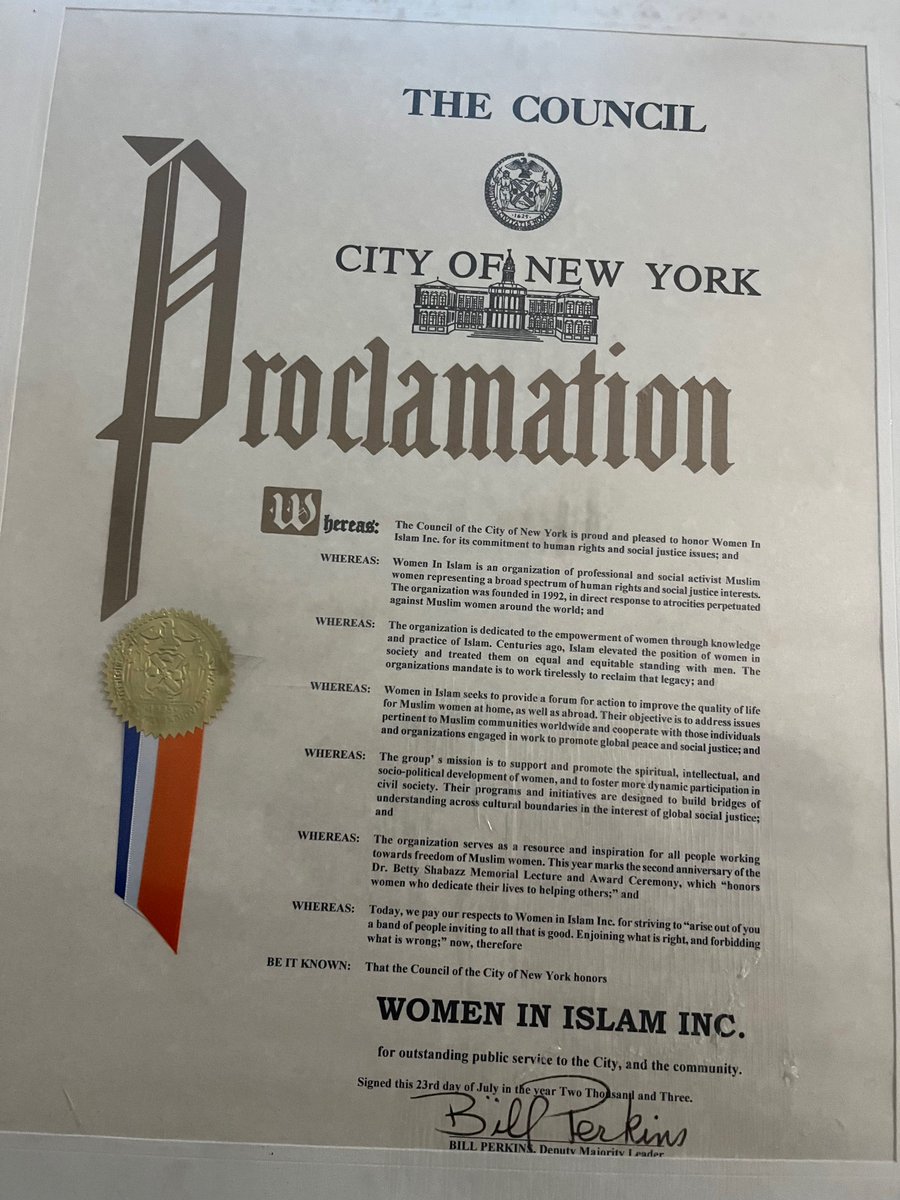 THE COUNCIL
1625
CITY OF NEW YORK
Proclamation
Whereas: The Council of the City of New York is proud and pleased to honor Women In
Islam Inc. for its commitment to human rights and social justice issues; and
WHEREAS: Women In Islam is an organization of professional and social activist Muslim
women representing a broad spectrum of human rights and social justice interests.
The organization was founded in 1992, in direct response to atrocities perpetuated
against Muslim women around the world; and
WHEREAS: The organization is dedicated to the empowerment of women through knowledge
and practice of Islam. Centuries ago, Islam elevated the position of women in
society and treated them on equal and equitable standing with men. The
organizations mandate is to work tirelessly to reclaim that legacy; and
WHEREAS: Women in Islam seeks to provide a forum for action to improve the quality of life
for Muslim women at home, as well as abroad. Their objective is to address issues
pertinent to Muslim communities worldwide and cooperate with those individuals
and organizations engaged in work to promote global peace and social justice; and
WHEREAS: The group' s mission is to support and promote the spiritual, intellectual, and
socio-political development of women, and to foster more dynamic participation in
civil society. Their programs and initiatives are designed to build bridges of
understanding across cultural boundaries in the interest of global social justice;
and
WHEREAS: The organization serves as a resource and inspiration for all people working
towards freedom of Muslim women. This year marks the second anniversary of the
Dr. Betty Shabazz Memorial Lecture and Award Ceremony, which “honors
women who dedicate their lives to helping others;” and
WHEREAS: Today, we pay our respects to Women in Islam Inc. for striving to “arise out of you
a band of people inviting to all that is good. Enjoining what is right, and forbidding
what is wrong;” now, therefore
BE IT KNOWN: That the Council of the City of New York honors
WOMEN IN ISLAM INC.
for outstanding public service to the City, and the community.
Signed this 23rd day of July in the year Two Thousand and Three.
Bill Perkins
BILL PERKINS, Deputy Majority Leader